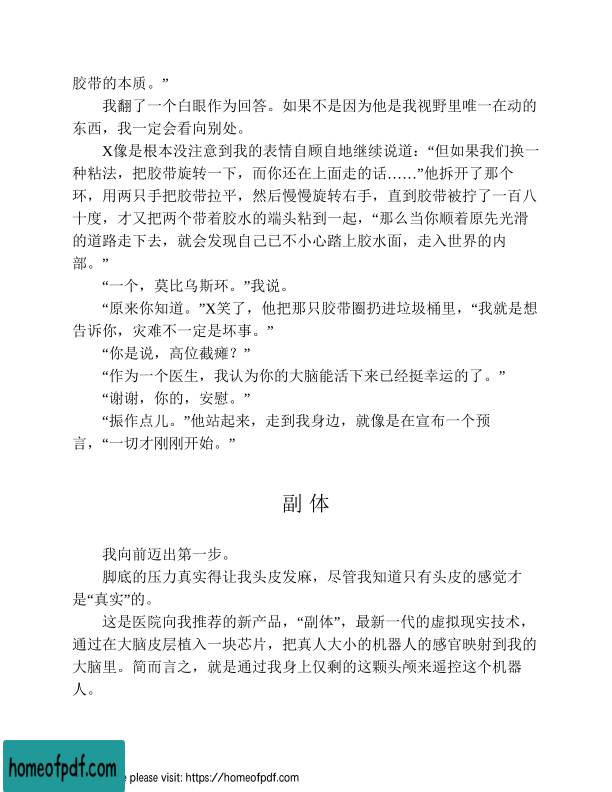 胶带的本质。”
我翻了一个白眼作为回答。如果不是因为他是我视野里唯一在动的
东西，我一定会看向别处。
X像是根本没注意到我的表情自顾自地继续说道：“但如果我们换一
种粘法，把胶带旋转一下，而你还在上面走的话……”他拆开了那个
环，用两只手把胶带拉平，然后慢慢旋转右手，直到胶带被拧了一百八
十度，才又把两个带着胶水的端头粘到一起，“那么当你顺着原先光滑
的道路走下去，就会发现自己已不小心踏上胶水面，走入世界的内
部。”
“一个，莫比乌斯环。”我说。
“原来你知道。”X笑了，他把那只胶带圈扔进垃圾桶里，“我就是想
告诉你，灾难不一定是坏事。”
“你是说，高位截瘫？”
“作为一个医生，我认为你的大脑能活下来已经挺幸运的了。”
“谢谢，你的，安慰。”
“振作点儿。”他站起来，走到我身边，就像是在宣布一个预
言，“一切才刚刚开始。”
副 体
我向前迈出第一步。
脚底的压力真实得让我头皮发麻，尽管我知道只有头皮的感觉才
是“真实”的。
这是医院向我推荐的新产品，“副体”，最新一代的虚拟现实技术，
通过在大脑皮层植入一块芯片，把真人大小的机器人的感官映射到我的
大脑里。简而言之，就是通过我身上仅剩的这颗头颅来遥控这个机器
人。
homeofpdf.com
e please visit: https://homeofpdf.com